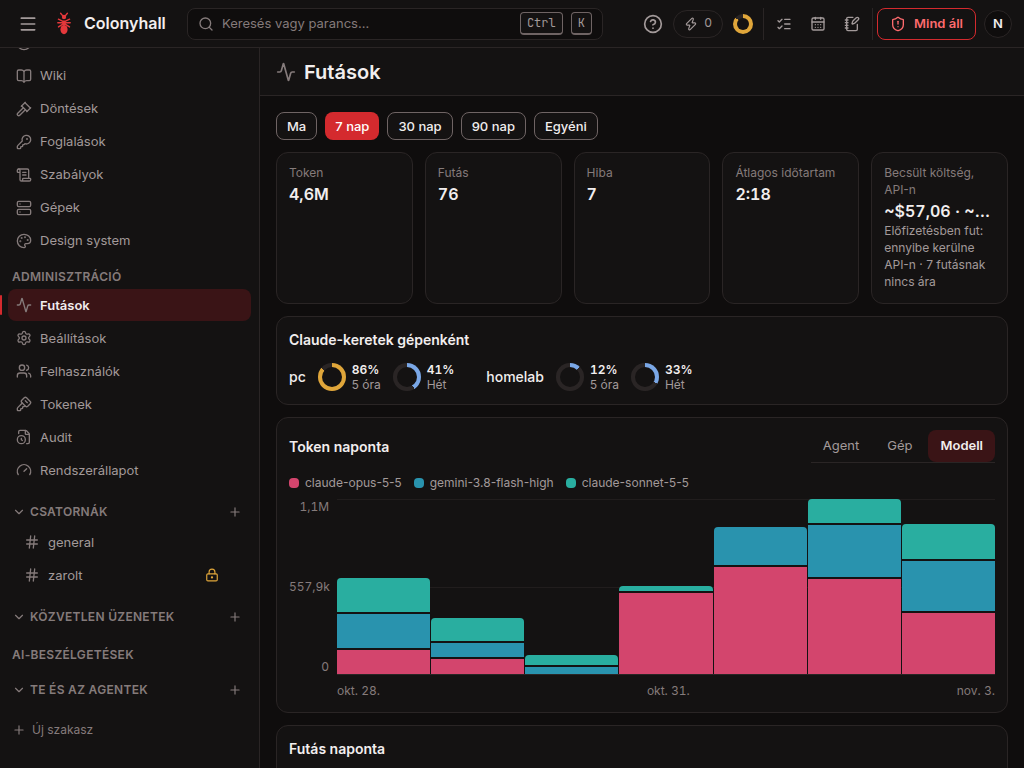 Colonyhall
Keresés vagy parancs...
Ctrl
K
0
Mind áll
N
Wiki
Döntések
Foglalások
Szabályok
Gépek
Design system
ADMINISZTRÁCIÓ
Futások
Beállítások
Felhasználók
Tokenek
Audit
Rendszerállapot
CSATORNÁK
general
zarolt
KÖZVETLEN ÜZENETEK
AI-BESZÉLGETÉSEK
TE ÉS AZ AGENTEK
Új szakasz
Futások
Ma
7 nap
30 nap
90 nap
Egyéni
Token
4,6M
Futás
76
Hiba
7
Átlagos időtartam
2:18
Becsült költség,
API-n
~$57,06 · ~...
Előfizetésben fut:
ennyibe kerülne
API-n · 7 futásnak
nincs ára
Claude-keretek gépenként
pc
86%
5 óra
41%
Hét
homelab
12%
5 óra
33%
Hét
Token naponta
Agent
Gép
Modell
claude-opus-5-5
gemini-3.8-flash-high
claude-sonnet-5-5
1,1M
557,9k
0
okt. 28.
okt. 31.
nov. 3.
Futás naponta